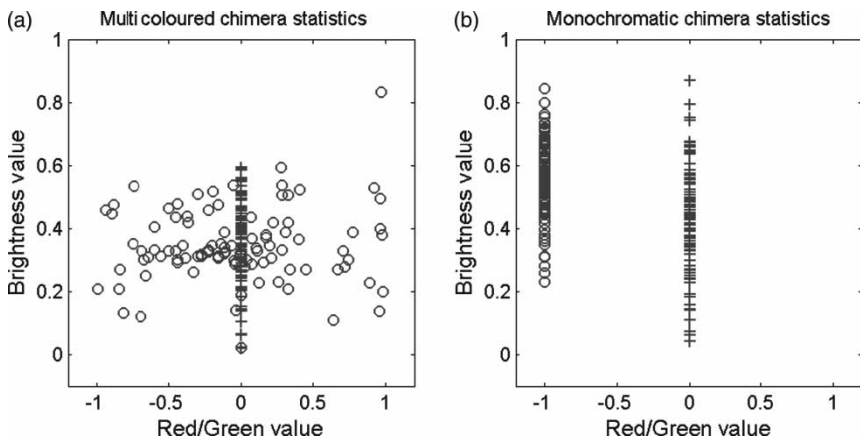 (a) Multi coloured chimera statistics
Brightness value
1
0.8
0.6
0.4
0.2
0
-1 -0.5 0 0.5 1
Red/Green value
(b) Monochromatic chimera statistics
Brightness value
1
0.8
0.6
0.4
0.2
0
-1 -0.5 0 0.5 1
Red/Green value